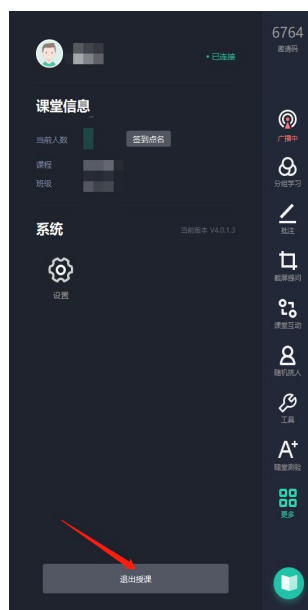 6764
邀请码
• 已连接
课堂信息
当前人数
签到点名
课程
班级
系统
当前版本 V4.0.1.3
设置
广播中
分组学习
批注
截屏提问
课堂互动
随机挑人
工具
A+
随堂测验
更多
退出授课